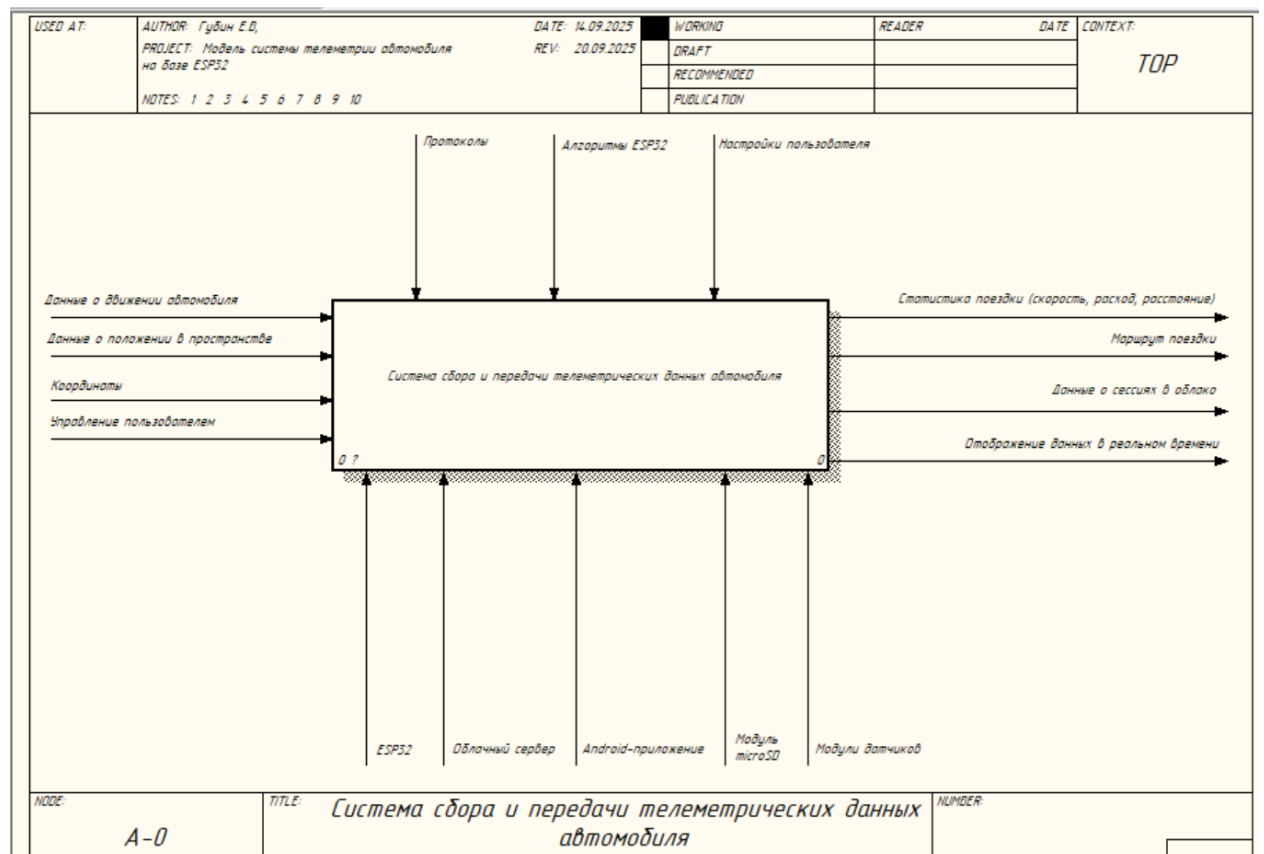 USED AT:
AUTHOR: Губин Е.В,
DATE: 14.09.2025
PROJECT: Модель системы телеметрии автомобиля
на базе ESP32
REV: 20.09.2025
NOTES: 1 2 3 4 5 6 7 8 9 10
WORKING
DRAFT
RECOMMENDED
PUBLICATION
READER
DATE
CONTEXT:
TOP
Протоколы
Алгоритмы ESP32
Настройки пользователя
Данные о движении автомобиля
Данные о положении в пространстве
Координаты
Управление пользователем
Система сбора и передачи телеметрических данных автомобиля
0 ?
0
Статистика поездки (скорость, расход, расстояние)
Маршрут поездки
Данные о сессиях в облако
Отображение данных в реальном времени
ESP32
Облачный сервер
Android-приложение
Модуль
microSD
Модули датчиков
NODE:
A-0
TITLE:
Система сбора и передачи телеметрических данных
автомобиля
NUMBER: